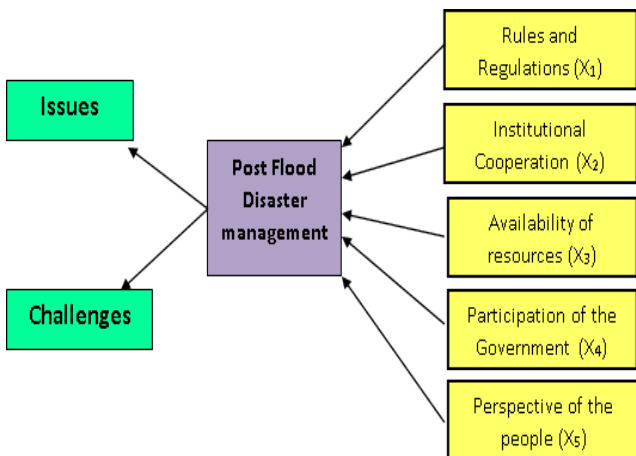 Issues
Challenges
Post Flood
Disaster
management
Rules and
Regulations (X₁)
Institutional
Cooperation (X₂)
Availability of
resources (X₃)
Participation of the
Government (X₄)
Perspective of the
people (X₅)